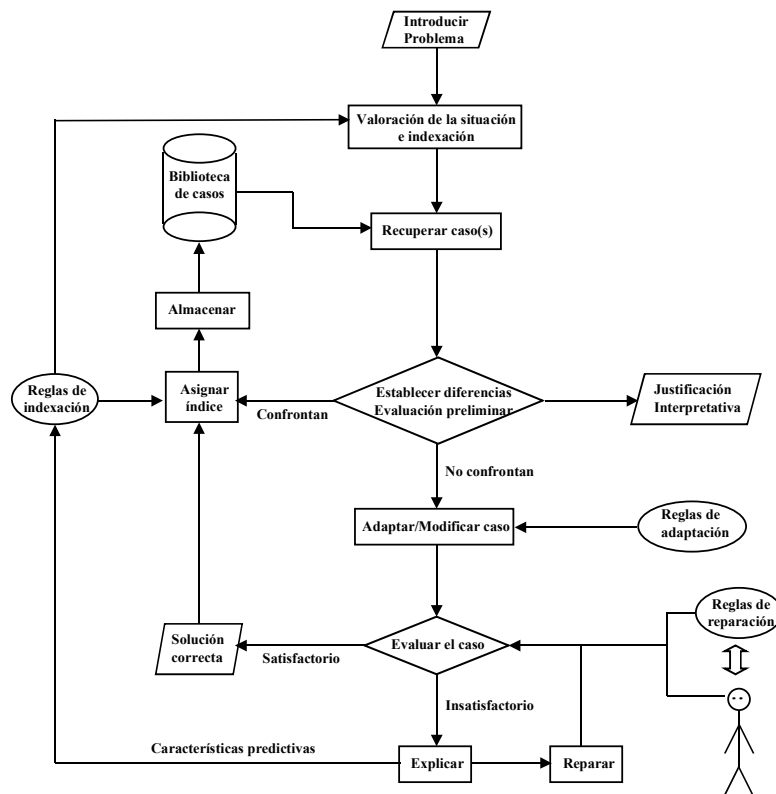 Introducir
Problema
Valoración de la situación
e indexación
Biblioteca
de casos
Recuperar caso(s)
Almacenar
Reglas de
indexación
Asignar
índice
Confrontan
Establecer diferencias
Evaluación preliminar
Justificación
Interpretativa
No confrontan
Adaptar/Modificar caso
Reglas de
adaptación
Reglas de
reparación
Solución
correcta
Satisfactorio
Evaluar el caso
Insatisfactorio
Características predictivas
Explicar
Reparar